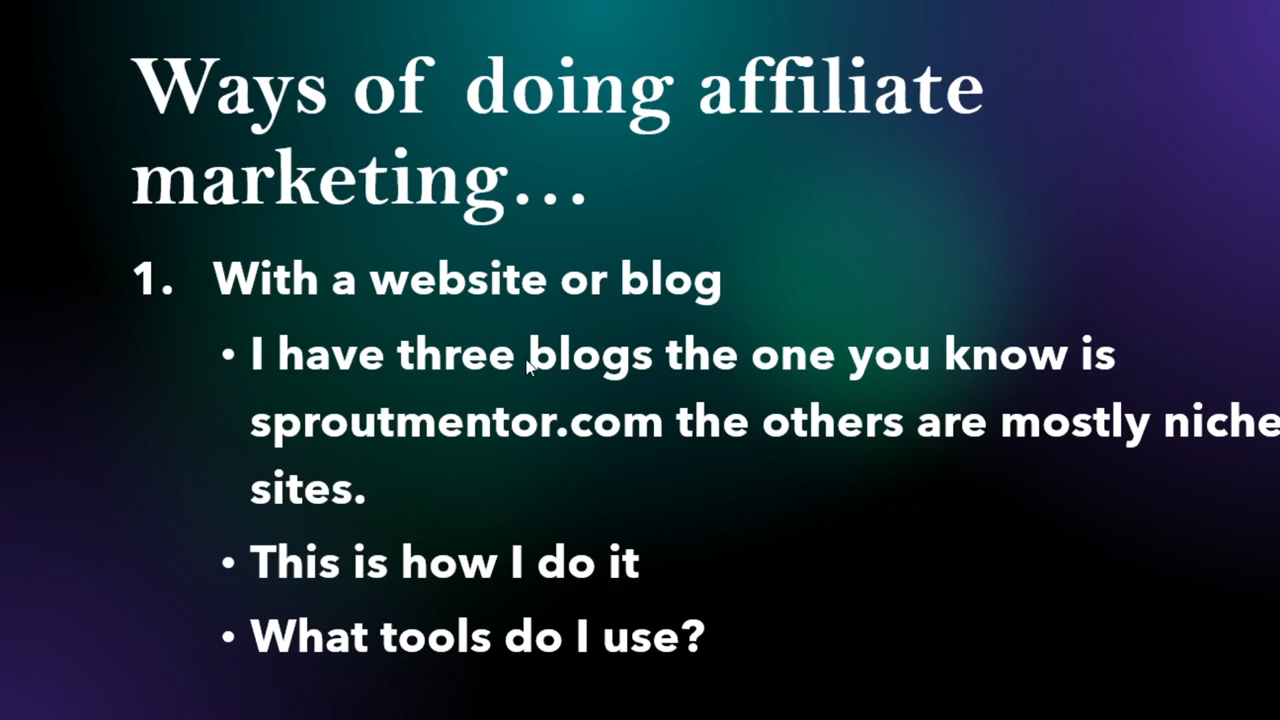 Ways of doing affiliate
marketing...
1. With a website or blog
• I have three blogs the one you know is
sproutmentor.com the others are mostly niche
sites.
• This is how I do it
• What tools do I use?